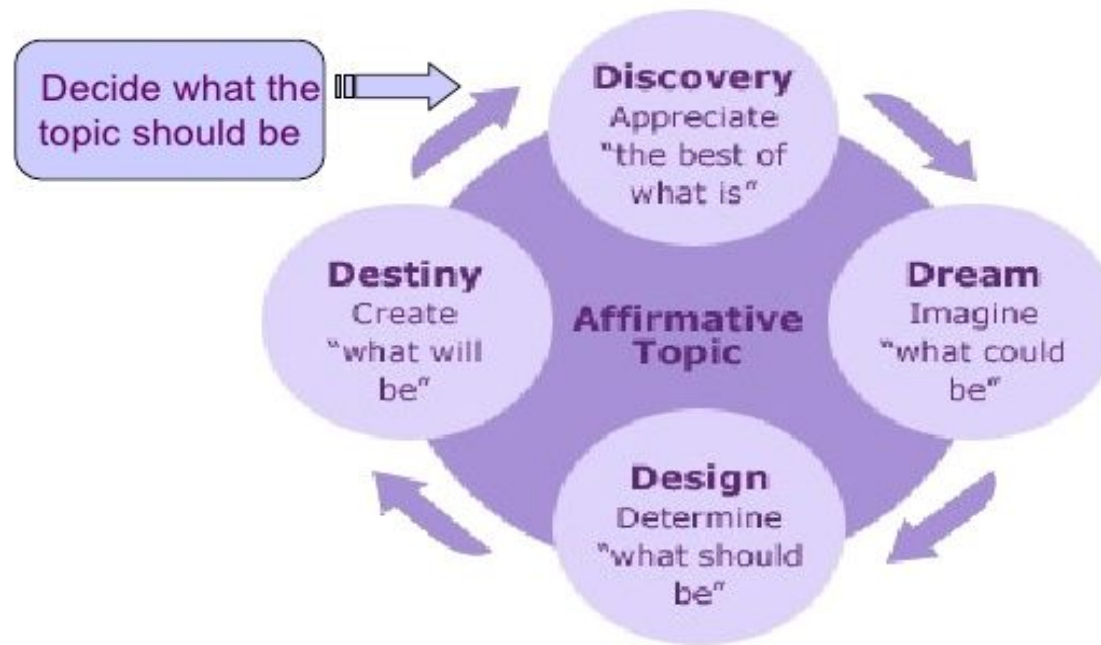 Decide what the
topic should be
Discovery
Appreciate
“the best of
what is”
Destiny
Create
“what will
be”
Affirmative
Topic
Dream
Imagine
“what could
be”
Design
Determine
“what should
be”